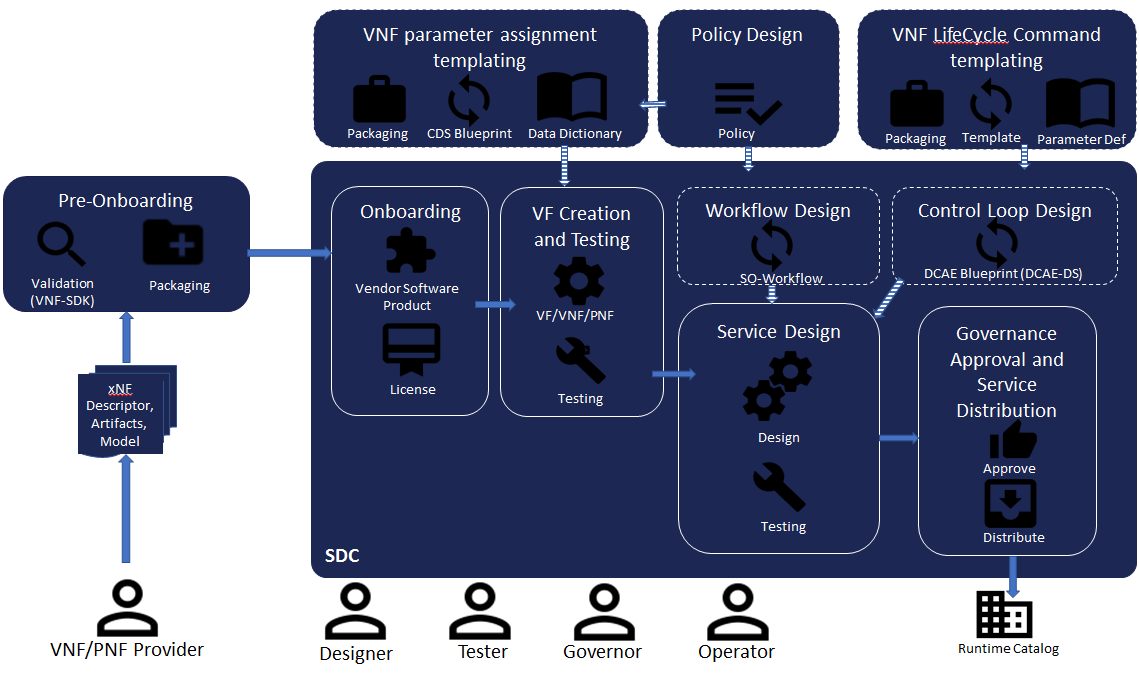 VNF parameter assignment
templating
Packaging
CDS Blueprint
Data Dictionary
Policy Design
Policy
VNF LifeCycle Command
templating
Packaging
Template
Parameter Def
Pre-Onboarding
Validation
(VNF-SDK)
Packaging
xNF
Descriptor,
Artifacts,
Model
VNF/PNF Provider
Onboarding
Vendor Software
Product
License
VF Creation
and Testing
VF/VNF/PNF
Testing
Workflow Design
SO-Workflow
Control Loop Design
DCAE Blueprint (DCAE-DS)
Service Design
Design
Testing
Governance
Approval and
Service
Distribution
Approve
Distribute
SDC
Designer
Tester
Governor
Operator
Runtime Catalog